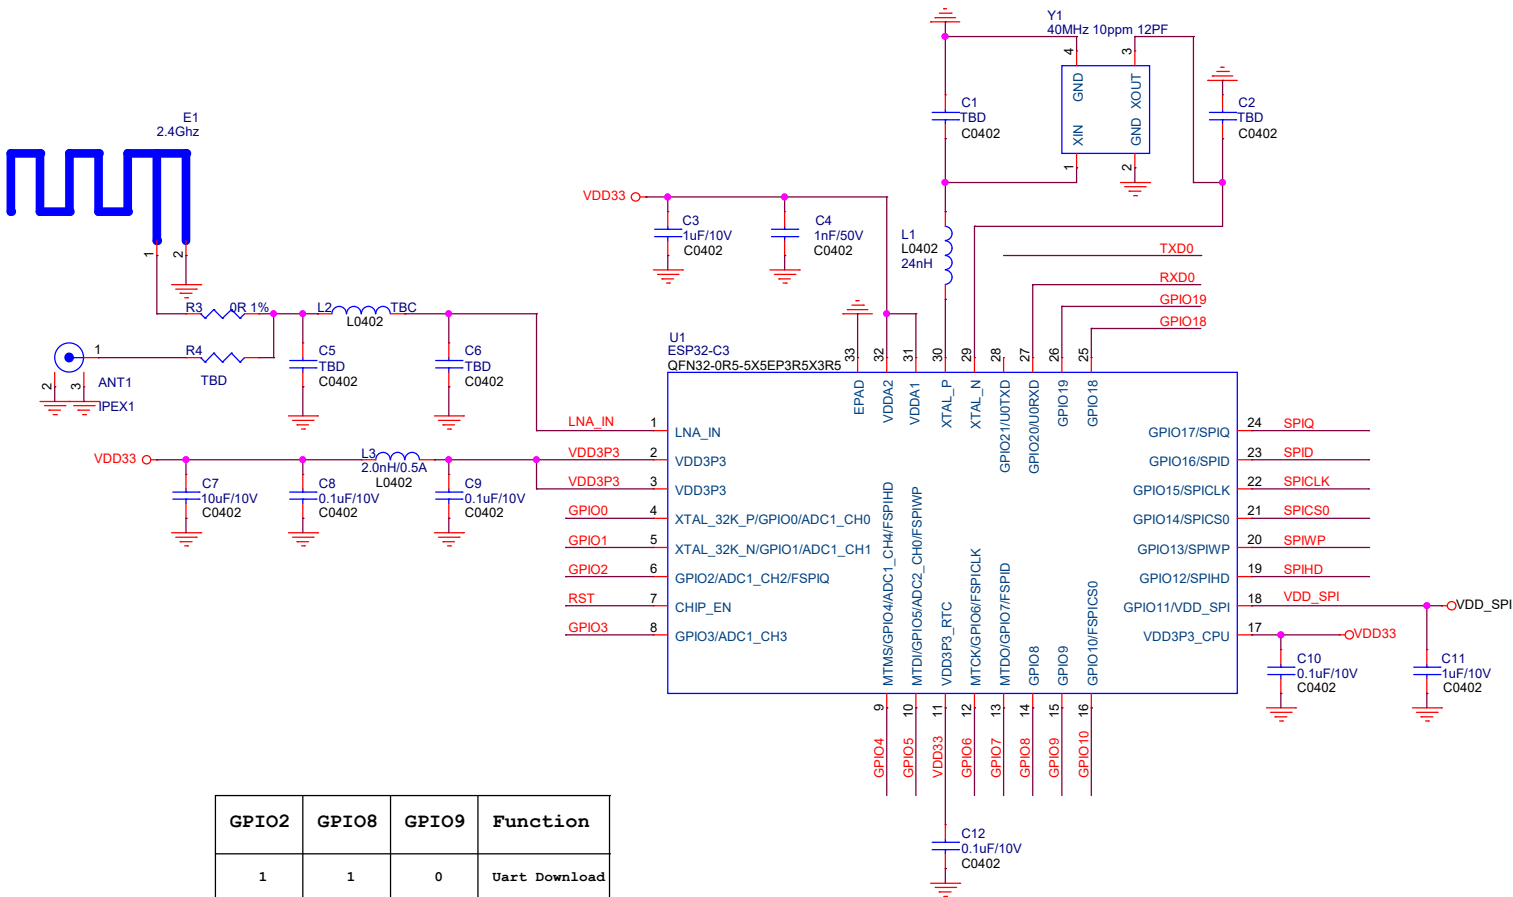 Y1
40MHz 10ppm 12PF
4
3
GND
XOUT
XIN
GND
1
2
C1
TBD
C0402
C2
TBD
C0402
E1
2.4Ghz
1
2
VDD33
C3
1uF/10V
C0402
C4
1nF/50V
C0402
L1
L0402
24nH
TXD0
RXD0
GPIO19
GPIO18
R3
0R 1%
L2
TBC
L0402
R4
TBD
1
2
3
ANT1
IPEX1
C5
TBD
C0402
C6
TBD
C0402
U1
ESP32-C3
QFN32-0R5-5X5EP3R5X3R5
33
32
31
30
29
28
27
26
25
EPAD
VDDA2
VDDA1
XTAL_P
XTAL_N
GPIO21/U0TXD
GPIO20/U0RXD
GPIO19
GPIO18
LNA_IN
1
LNA_IN
VDD33
L3
2.0nH/0.5A
L0402
VDD3P3
2
VDD3P3
VDD3P3
3
VDD3P3
C7
10uF/10V
C0402
C8
0.1uF/10V
C0402
C9
0.1uF/10V
C0402
GPIO0
4
XTAL_32K_P/GPIO0/ADC1_CH0
GPIO1
5
XTAL_32K_N/GPIO1/ADC1_CH1
GPIO2
6
GPIO2/ADC1_CH2/FSPIQ
RST
7
CHIP_EN
GPIO3
8
GPIO3/ADC1_CH3
GPIO17/SPIQ
24
SPIQ
GPIO16/SPID
23
SPID
GPIO15/SPICLK
22
SPICLK
GPIO14/SPICS0
21
SPICS0
GPIO13/SPIWP
20
SPIWP
GPIO12/SPIHD
19
SPIHD
GPIO11/VDD_SPI
18
VDD_SPI
VDD_SPI
VDD3P3_CPU
17
VDD33
C10
0.1uF/10V
C0402
C11
1uF/10V
C0402
MTMS/GPIO4/ADC1_CH4/FSPIHD
MTDI/GPIO5/ADC2_CH0/FSPIWP
VDD3P3_RTC
MTCK/GPIO6/FSPICLK
MTDO/GPIO7/FSPID
GPIO8
GPIO9
GPIO10/FSPICS0
9
10
11
12
13
14
15
16
GPIO4
GPIO5
VDD33
GPIO6
GPIO7
GPIO8
GPIO9
GPIO10
C12
0.1uF/10V
C0402
GPIO2 GPIO8 GPIO9 Function
1 1 0 Uart Download